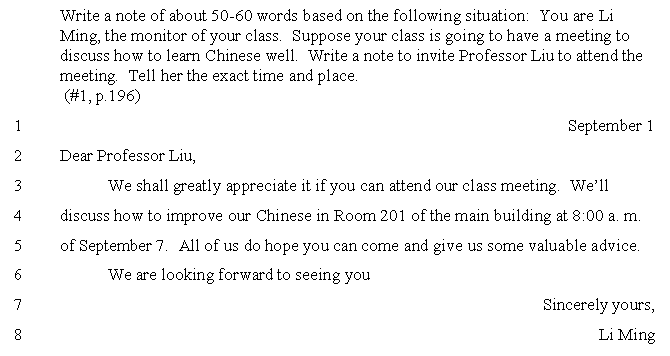 Write a note of about 50-60 words based on the following situation: You are Li
Ming, the monitor of your class. Suppose your class is going to have a meeting to
discuss how to learn Chinese well. Write a note to invite Professor Liu to attend the
meeting. Tell her the exact time and place.
(#1, p.196)
1 September 1
2 Dear Professor Liu,
3 We shall greatly appreciate it if you can attend our class meeting. We'll
4 discuss how to improve our Chinese in Room 201 of the main building at 8:00 a. m.
5 of September 7. All of us do hope you can come and give us some valuable advice.
6 We are looking forward to seeing you
7 Sincerely yours,
8 Li Ming